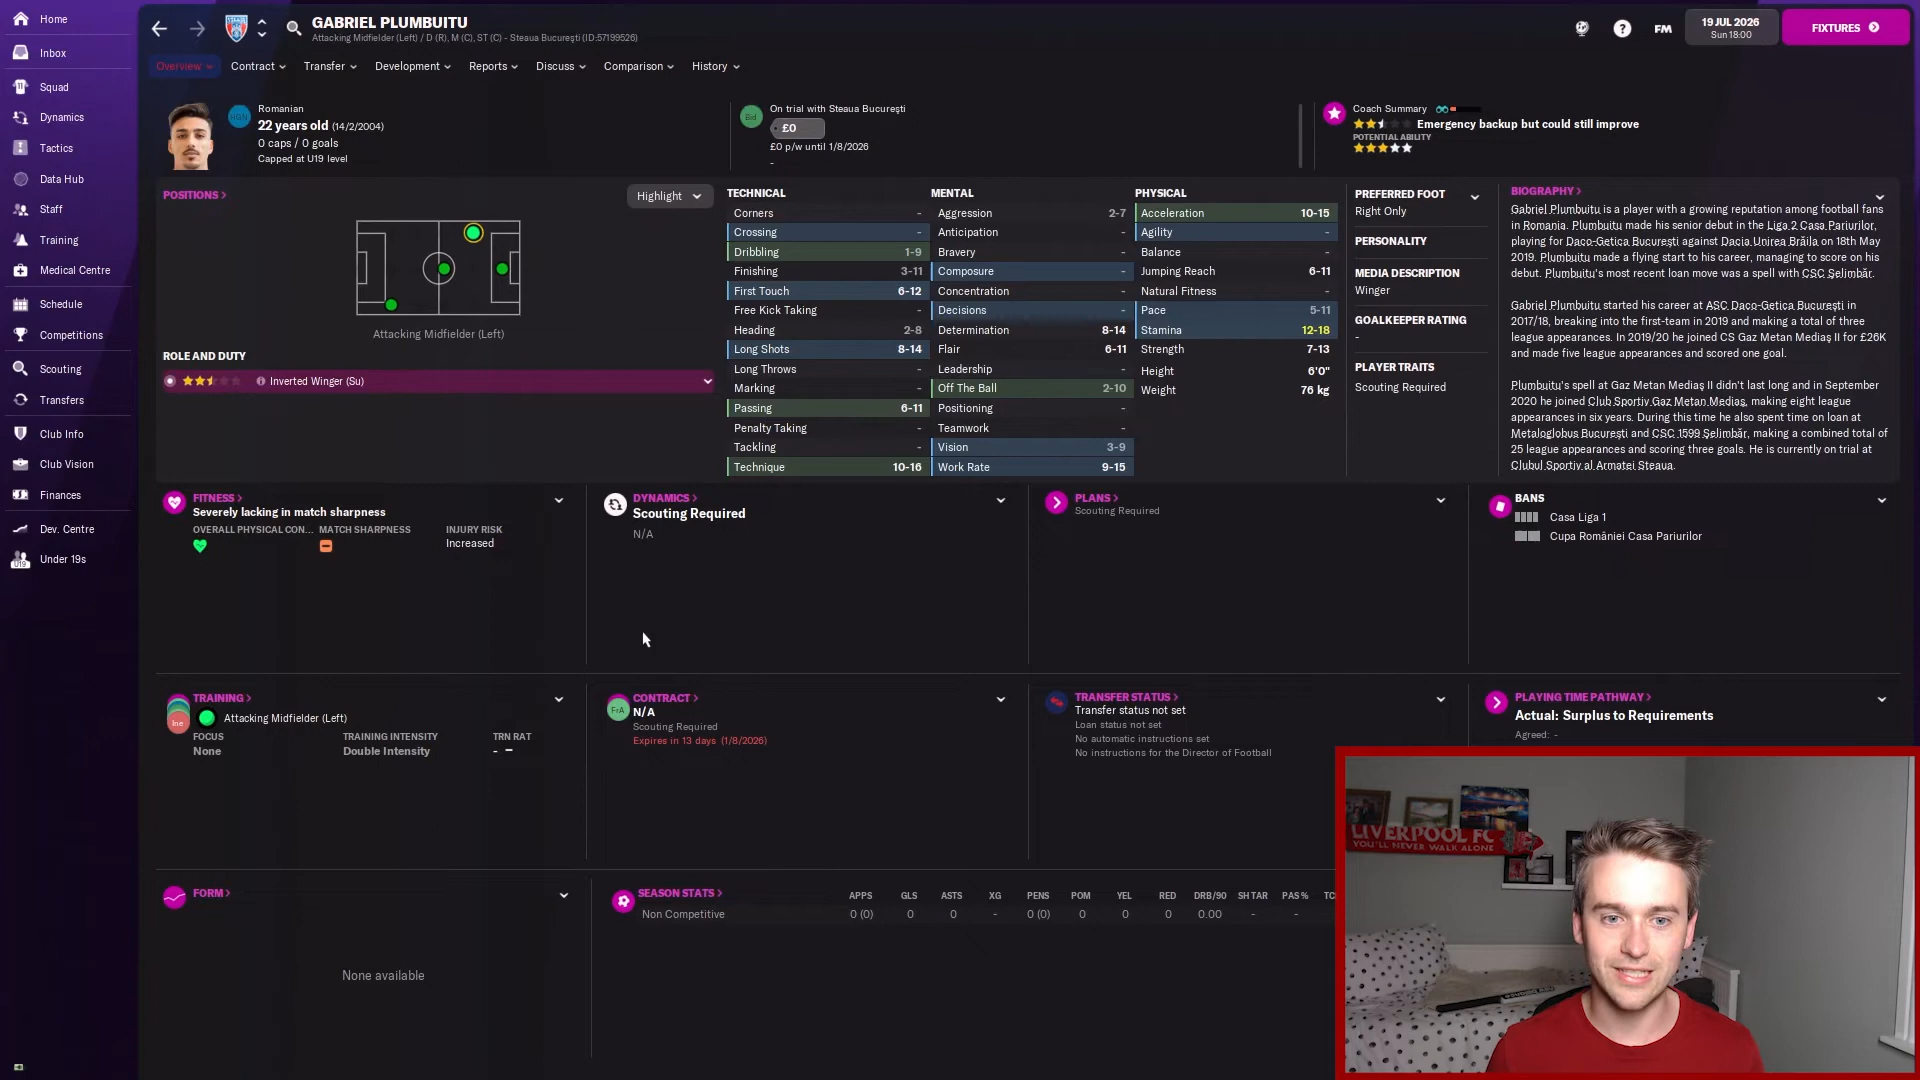 Home
Inbox
Squad
Dynamics
Tactics
Data Hub
Staff
Training
Medical Centre
Schedule
Competitions
Scouting
Transfers
Club Info
Club Vision
Finances
Dev. Centre
Under 19s
GABRIEL PLUMBUITU
Attacking Midfielder (Left) / D (R), M (C), ST (C) - Steaua București (ID:57199526)
FM
19 JUL 2026
Sun 18:00
FIXTURES
Overview Contract Transfer Development Reports Discuss Comparison History
HGN
Romanian
22 years old (14/2/2004)
0 caps / 0 goals
Capped at U19 level
Bid
On trial with Steaua București
£0
£0 p/w until 1/8/2026
-
Coach Summary
Emergency backup but could still improve
POTENTIAL ABILITY
POSITIONS >
Highlight
Attacking Midfielder (Left)
ROLE AND DUTY
Inverted Winger (Su)
TECHNICAL
Corners -
Crossing -
Dribbling 1-9
Finishing 3-11
First Touch 6-12
Free Kick Taking -
Heading 2-8
Long Shots 8-14
Long Throws -
Marking -
Passing 6-11
Penalty Taking -
Tackling -
Technique 10-16
MENTAL
Aggression 2-7
Anticipation -
Bravery -
Composure -
Concentration -
Decisions -
Determination 8-14
Flair 6-11
Leadership -
Off The Ball 2-10
Positioning -
Teamwork -
Vision 3-9
Work Rate 9-15
PHYSICAL
Acceleration 10-15
Agility -
Balance -
Jumping Reach 6-11
Natural Fitness -
Pace 5-11
Stamina 12-18
Strength 7-13
Height 6'0"
Weight 76 kg
PREFERRED FOOT
Right Only
PERSONALITY
MEDIA DESCRIPTION
Winger
GOALKEEPER RATING
-
PLAYER TRAITS
Scouting Required
BIOGRAPHY >
Gabriel Plumbuitu is a player with a growing reputation among football fans
in Romania. Plumbuitu made his senior debut in the Liga 2 Casa Pariurilor,
playing for Daco-Getica București against Dacia Unirea Brăila on 18th May
2019. Plumbuitu made a flying start to his career, managing to score on his
debut. Plumbuitu's most recent loan move was a spell with CSC Șelimbăr.
Gabriel Plumbuitu started his career at ASC Daco-Getica București in
2017/18, breaking into the first-team in 2019 and making a total of three
league appearances. In 2019/20 he joined CS Gaz Metan Mediaș II for £26K
and made five league appearances and scored one goal.
Plumbuitu's spell at Gaz Metan Mediaș II didn't last long and in September
2020 he joined Club Sportiv Gaz Metan Mediaș, making eight league
appearances in six years. During this time he also spent time on loan at
Metaloglobus București and CSC 1599 Șelimbăr, making a combined total of
25 league appearances and scoring three goals. He is currently on trial at
Clubul Sportiv al Armatei Steaua.
FITNESS >
Severely lacking in match sharpness
OVERALL PHYSICAL CON... MATCH SHARPNESS INJURY RISK
Increased
DYNAMICS >
Scouting Required
N/A
PLANS >
Scouting Required
BANS
Casa Liga 1
Cupa României Casa Pariurilor
TRAINING >
Ine
Attacking Midfielder (Left)
FOCUS TRAINING INTENSITY TRN RAT
None Double Intensity - -
CONTRACT >
FrA
N/A
Scouting Required
Expires in 13 days (1/8/2026)
TRANSFER STATUS >
Transfer status not set
Loan status not set
No automatic instructions set
No instructions for the Director of Football
PLAYING TIME PATHWAY >
Actual: Surplus to Requirements
Agreed: -
FORM >
None available
SEASON STATS >
APPS GLS ASTS XG PENS POM YEL RED DRB/90 SH TAR PAS % TC
Non Competitive 0 (0) 0 0 - 0 (0) 0 0 0 0.00 - -
LIVERPOOL FC
YOU'LL NEVER WALK ALONE